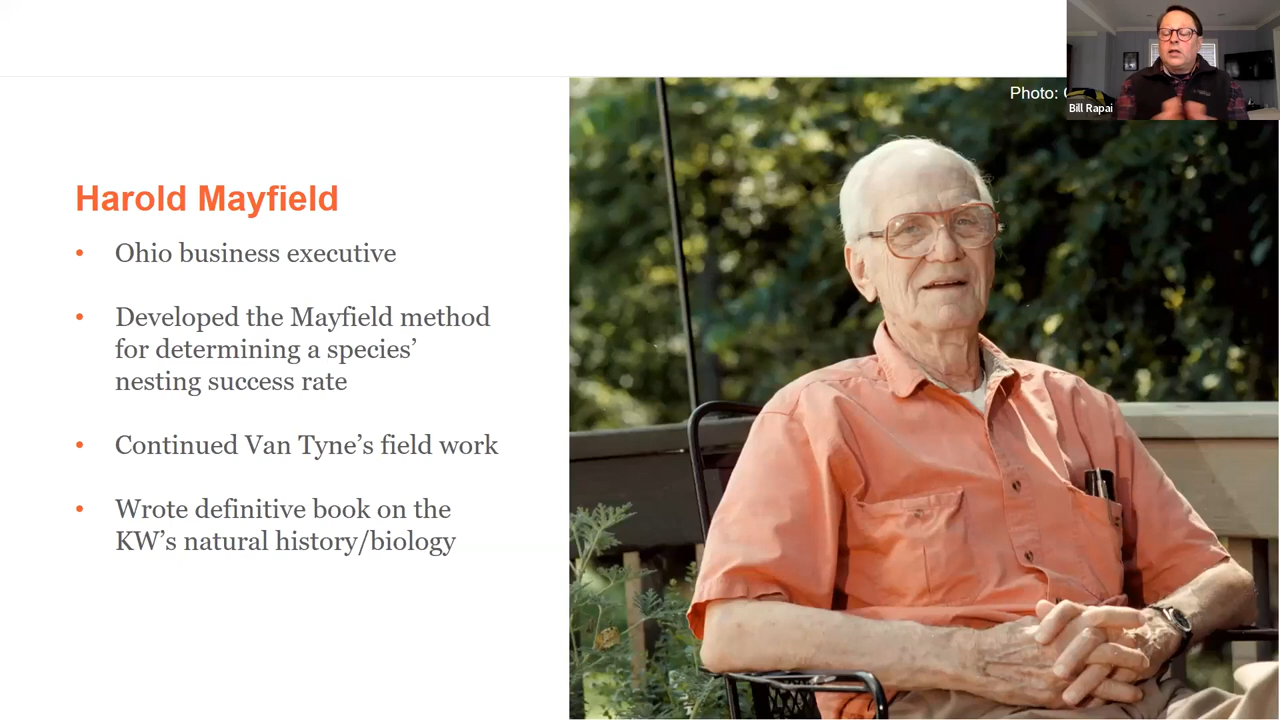 Photo:
Bill Rapai
Harold Mayfield
• Ohio business executive
• Developed the Mayfield method
for determining a species’
nesting success rate
• Continued Van Tyne’s field work
• Wrote definitive book on the
KW’s natural history/biology